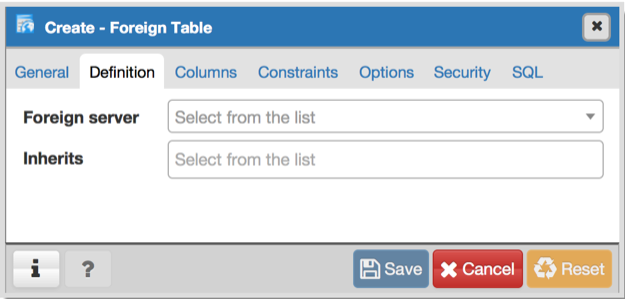 Create - Foreign Table
General Definition Columns Constraints Options Security SQL
Foreign server Select from the list
Inherits Select from the list
i ? Save Cancel Reset